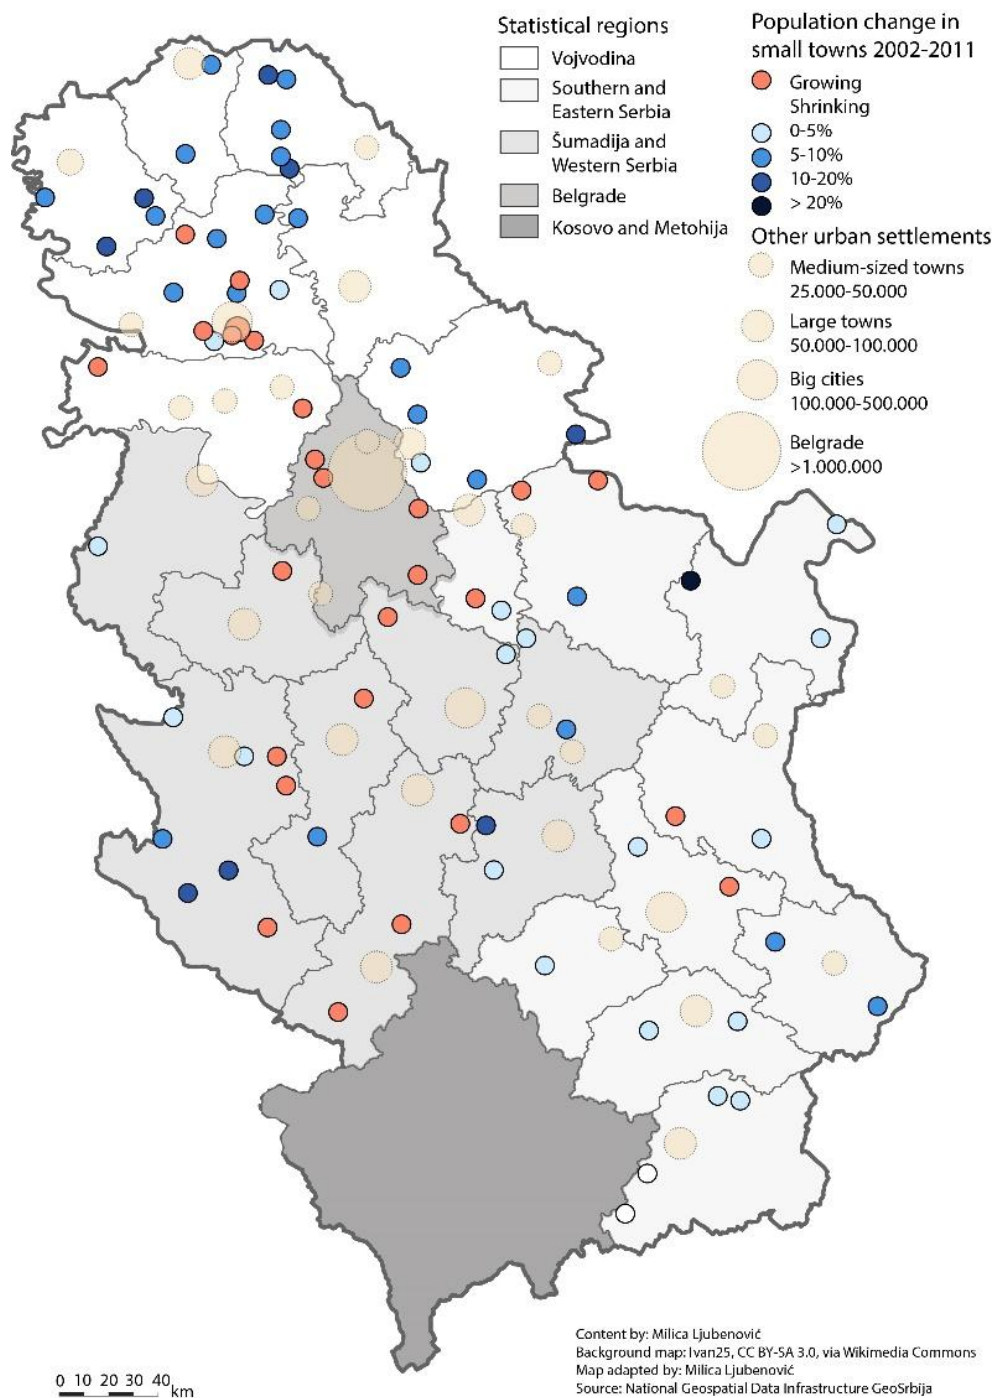 Statistical regions
Vojvodina
Southern and
Eastern Serbia
Šumadija and
Western Serbia
Belgrade
Kosovo and Metohija
Population change in
small towns 2002-2011
Growing
Shrinking
0-5%
5-10%
10-20%
> 20%
Other urban settlements
Medium-sized towns
25.000-50.000
Large towns
50.000-100.000
Big cities
100.000-500.000
Belgrade
>1.000.000
0 10 20 30 40
km
Content by: Milica Ljubenović
Background map: Ivan25, CC BY-SA 3.0, via Wikimedia Commons
Map adapted by: Milica Ljubenović
Source: National Geospatial Data Infrastructure GeoSrbija